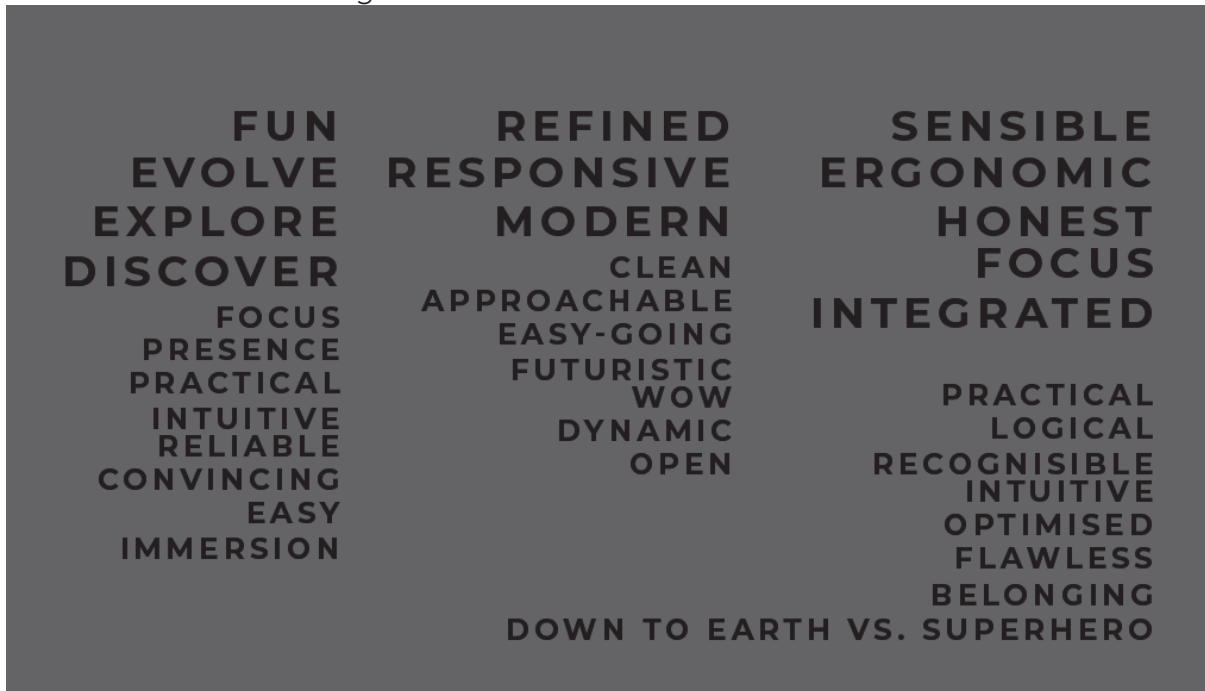 FUN
EVOLVE
EXPLORE
DISCOVER
FOCUS
PRESENCE
PRACTICAL
INTUITIVE
RELIABLE
CONVINCING
EASY
IMMERSION
REFINED
RESPONSIVE
MODERN
CLEAN
APPROACHABLE
EASY-GOING
FUTURISTIC
WOW
DYNAMIC
OPEN
SENSIBLE
ERGONOMIC
HONEST
FOCUS
INTEGRATED
PRACTICAL
LOGICAL
RECOGNISIBLE
INTUITIVE
OPTIMISED
FLAWLESS
BELONGING
DOWN TO EARTH VS. SUPERHERO